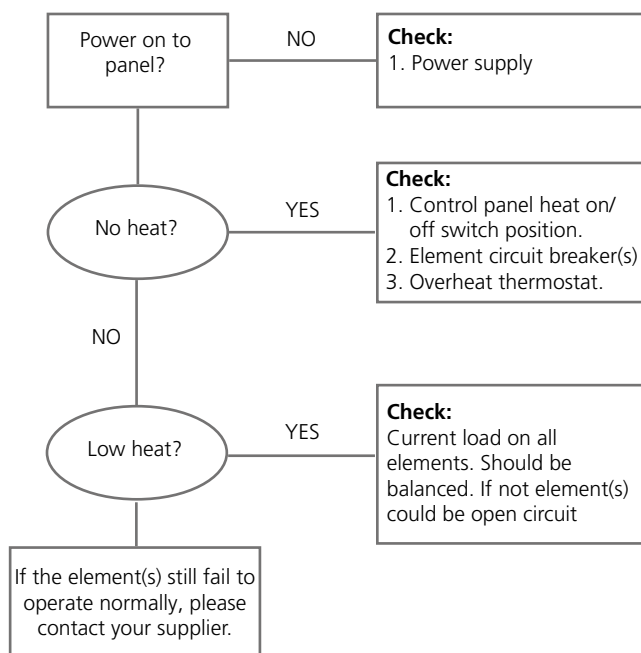 Power on to
panel?
NO
Check:
1. Power supply
No heat?
YES
Check:
1. Control panel heat on/
off switch position.
2. Element circuit breaker(s)
3. Overheat thermostat.
NO
Low heat?
YES
Check:
Current load on all
elements. Should be
balanced. If not element(s)
could be open circuit
If the element(s) still fail to
operate normally, please
contact your supplier.